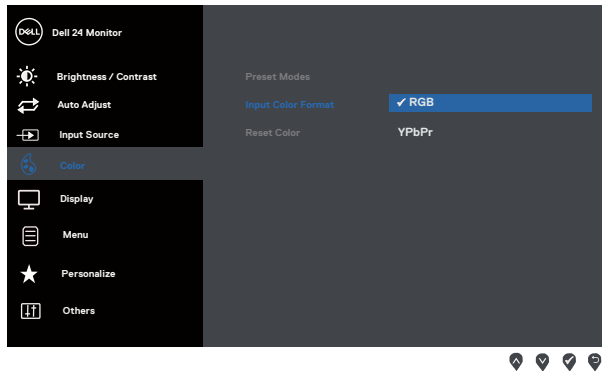 DELL Dell 24 Monitor
Brightness / Contrast
Auto Adjust
Input Source
Color
Display
Menu
Personalize
Others
Preset Modes
Input Color Format
Reset Color
✓ RGB
YPbPr